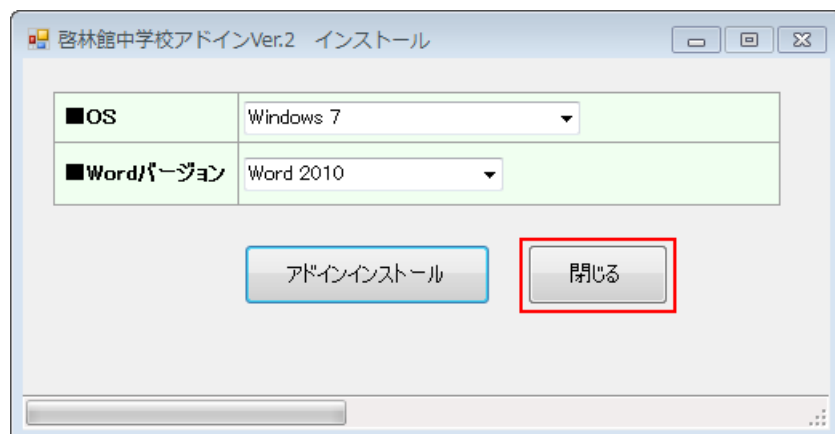 啓林館中学校アドインVer.2　インストール
■OS
Windows 7
■Wordバージョン
Word 2010
アドインインストール
閉じる